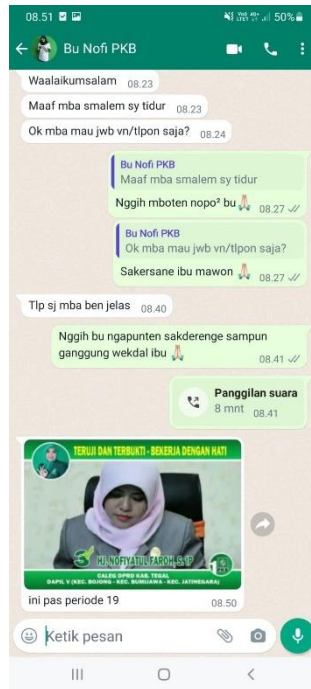 08.51
50%
Bu Nofi PKB
Waalaikumsalam 08.23
Maaf mba smalem sy tidur 08.23
Ok mba mau jwb vn/tlpon saja? 08.24
Bu Nofi PKB
Maaf mba smalem sy tidur
Nggih mboten nopo² bu 🙏 08.27
Bu Nofi PKB
Ok mba mau jwb vn/tlpon saja?
Sakersane ibu mawon 🙏 08.27
Tlp sj mba ben jelas 08.40
Nggih bu ngapunten sakderenge sampun
ganggung wekdal ibu 🙏 08.41
Panggilan suara
8 mnt 08.41
TERUJI DAN TERBUKTI - BEKERJA DENGAN HATI
3 HJ. NOFIYATUL FAROH, S.IP 1
CALEG DPRD KAB. TEGAL
DAPIL V (KEC. BOJONG - KEC. BUMIJAWA - KEC. JATINEGARA)
ini pas periode 19 08.50
Ketik pesan